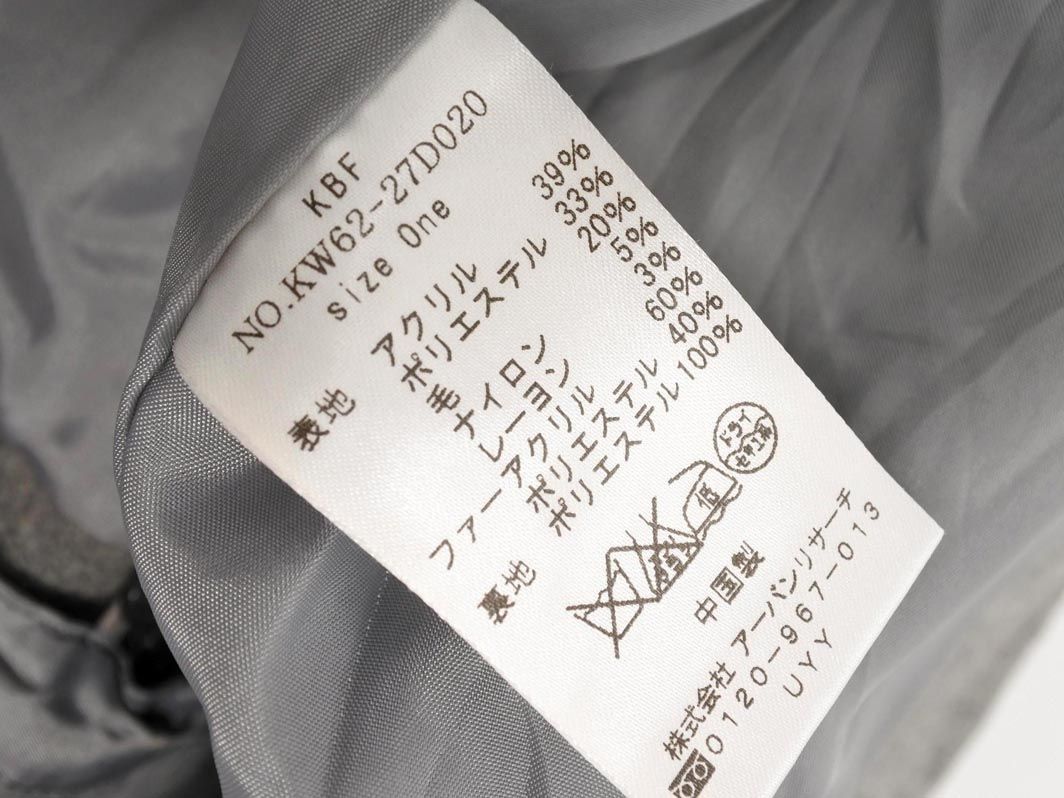 KBF
NO.KW62-27D020
size One
表地 アクリル 39%
ポリエステル 33%
毛 20%
ナイロン 5%
レーヨン 3%
ファーアクリル 60%
ポリエステル 40%
裏地 ポリエステル 100%
ドライ
セキユ系
中国製
株式会社 アーバンリサーチ
0120-967-013
UYY